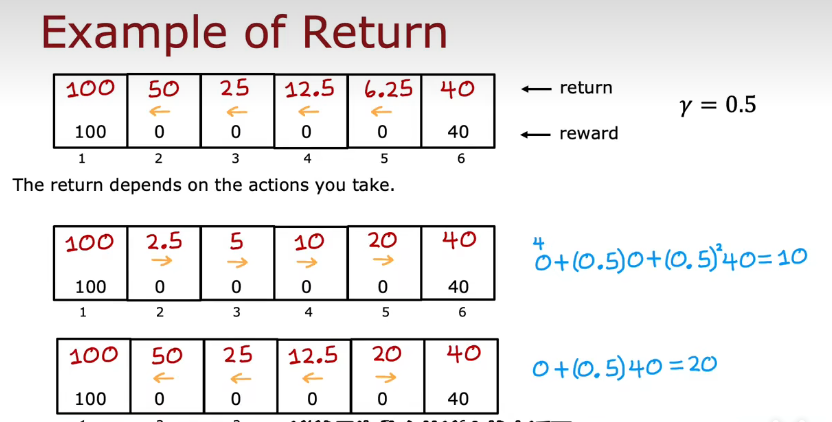 Example of Return
100 50 25 12.5 6.25 40 ← return
← ← ← ←
γ = 0.5
100 0 0 0 0 40 ← reward
1 2 3 4 5 6
The return depends on the actions you take.
100 2.5 5 10 20 40
→ → → →
4
0+(0.5)0+(0.5)²40=10
100 0 0 0 0 40
1 2 3 4 5 6
100 50 25 12.5 20 40
← ← ← →
0+(0.5)40=20
100 0 0 0 0 40